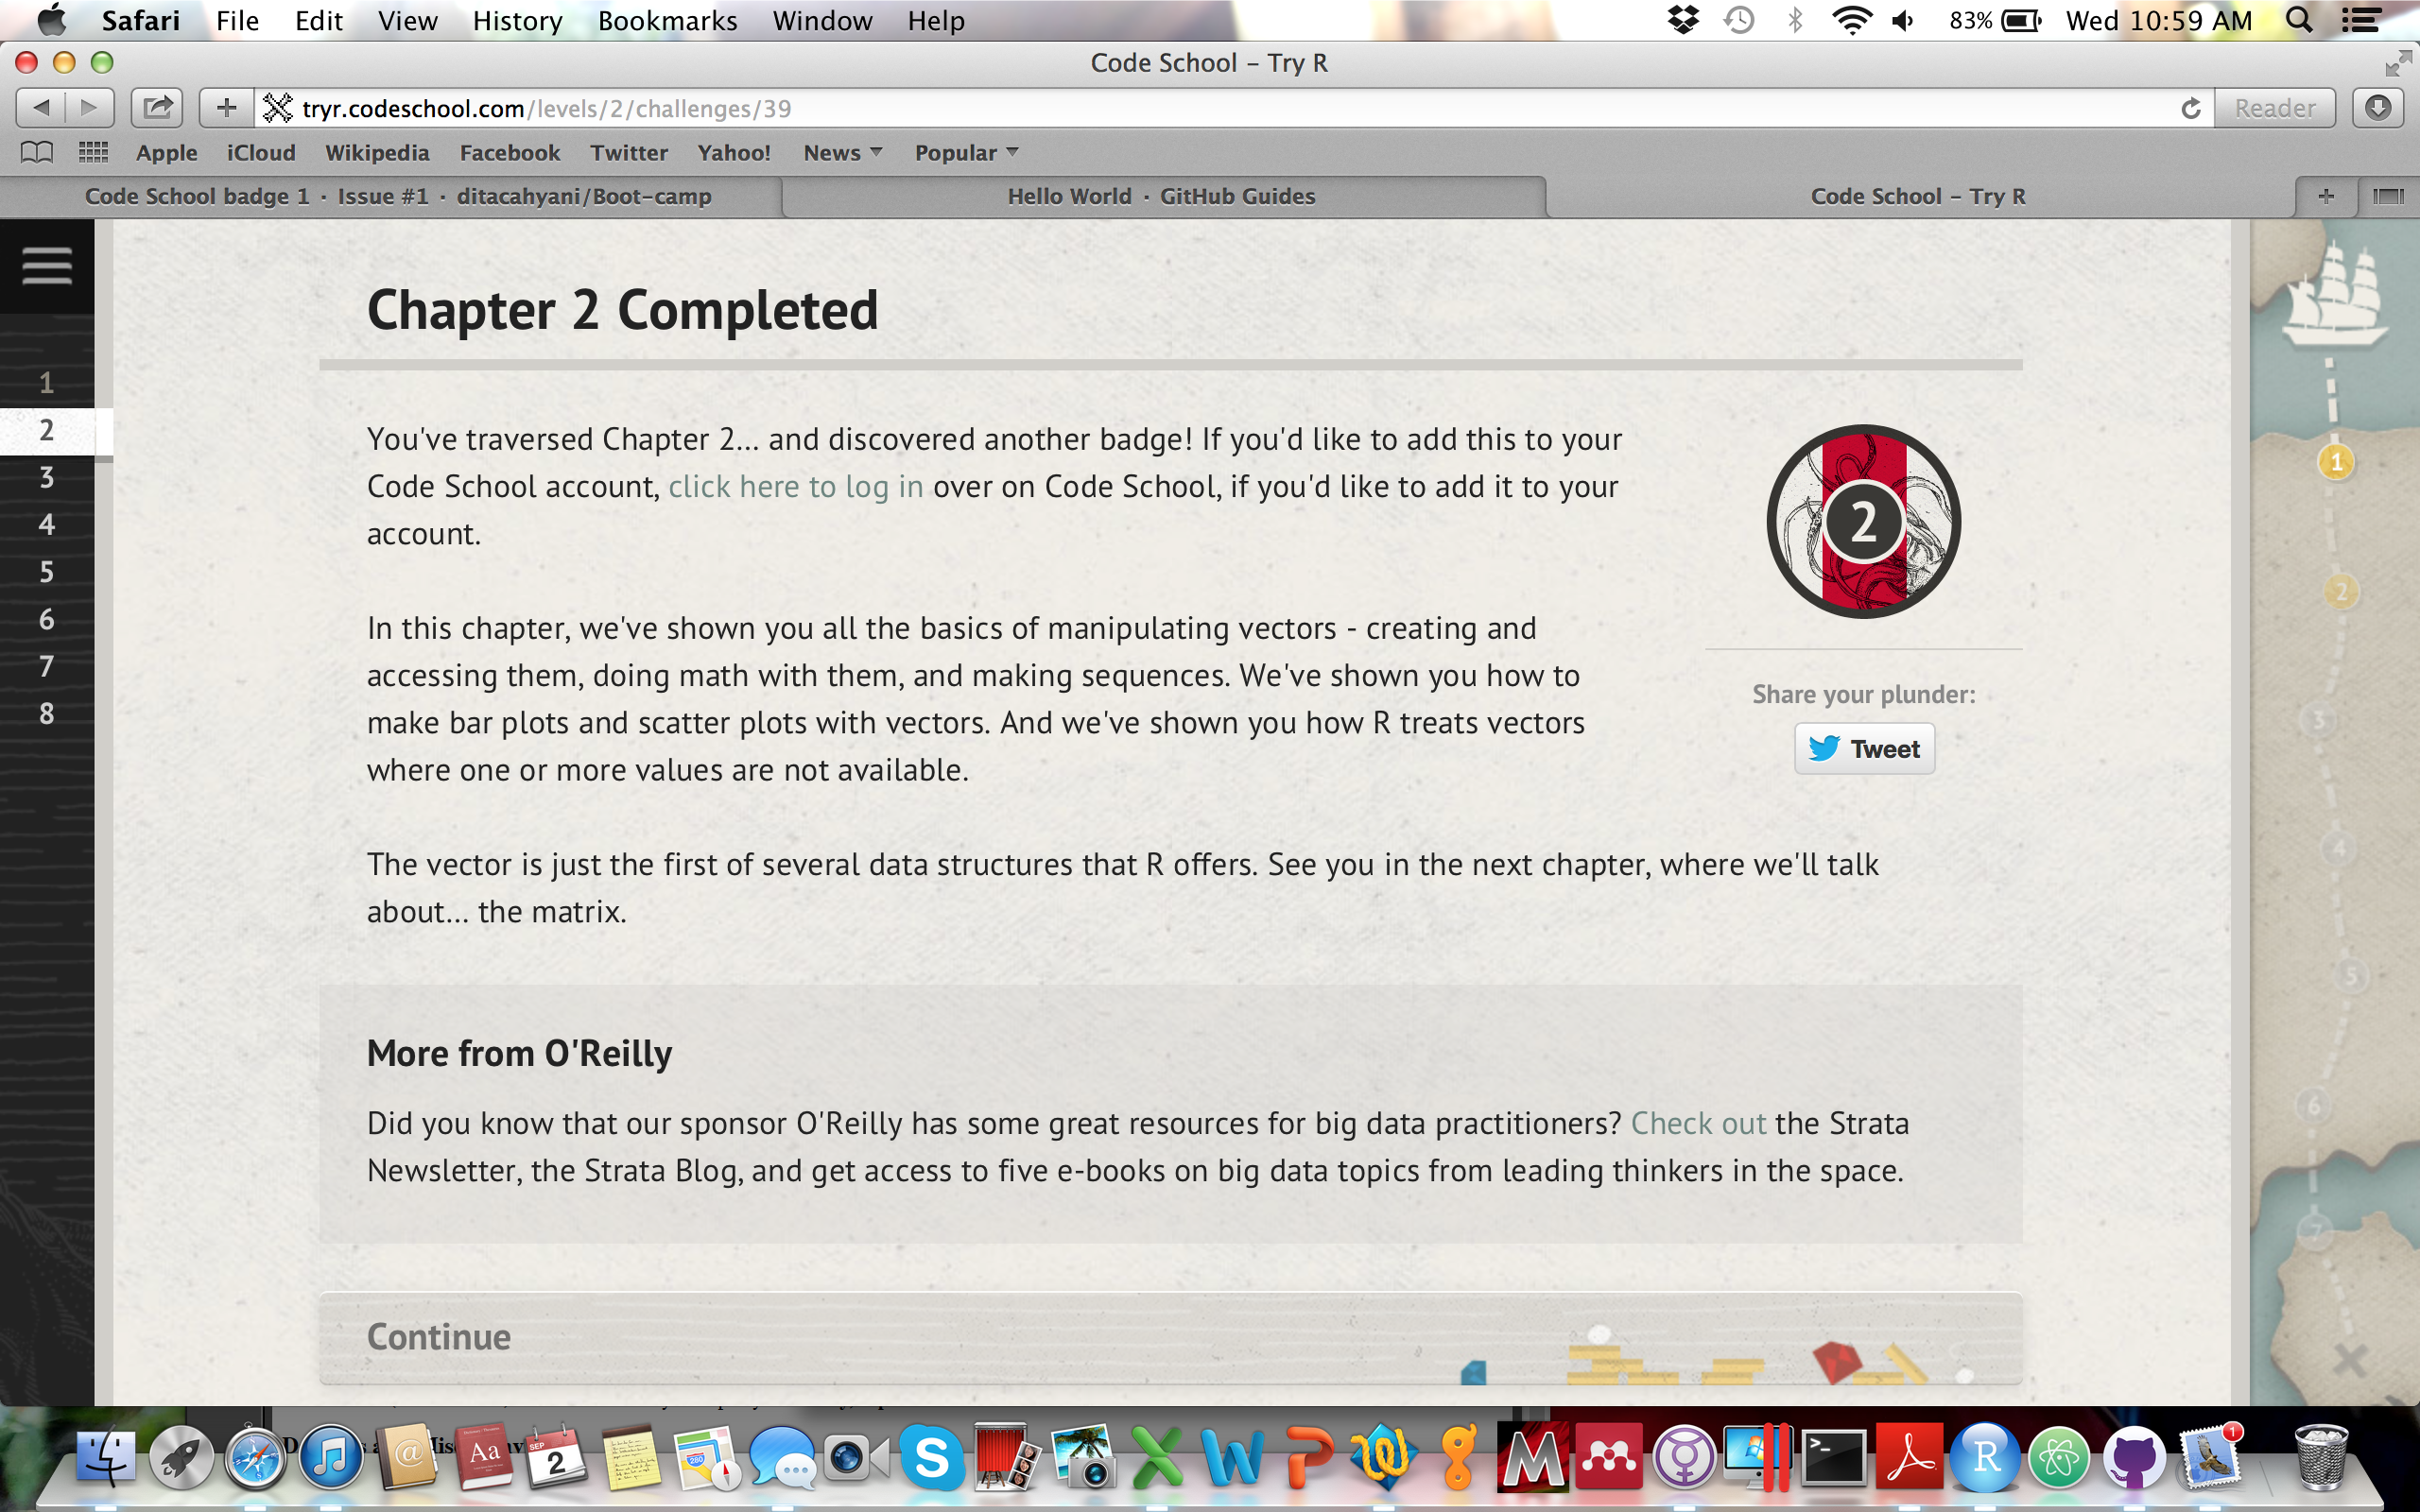 Safari File Edit View History Bookmarks Window Help 83% Wed 10:59 AM
Code School – Try R
tryr.codeschool.com/levels/2/challenges/39 Reader
Apple iCloud Wikipedia Facebook Twitter Yahoo! News Popular
Code School badge 1 · Issue #1 · ditacahyani/Boot-camp Hello World · GitHub Guides Code School – Try R
Chapter 2 Completed
1
2
3
4
5
6
7
8
You've traversed Chapter 2... and discovered another badge! If you'd like to add this to your
Code School account, click here to log in over on Code School, if you'd like to add it to your
account.
In this chapter, we've shown you all the basics of manipulating vectors - creating and
accessing them, doing math with them, and making sequences. We've shown you how to
make bar plots and scatter plots with vectors. And we've shown you how R treats vectors
where one or more values are not available.
2
Share your plunder:
Tweet
The vector is just the first of several data structures that R offers. See you in the next chapter, where we'll talk
about... the matrix.
More from O'Reilly
Did you know that our sponsor O'Reilly has some great resources for big data practitioners? Check out the Strata
Newsletter, the Strata Blog, and get access to five e-books on big data topics from leading thinkers in the space.
Continue
1
2
3
4
5
6
7
Aa
SEP
2
280
S
W
P
M
R
1